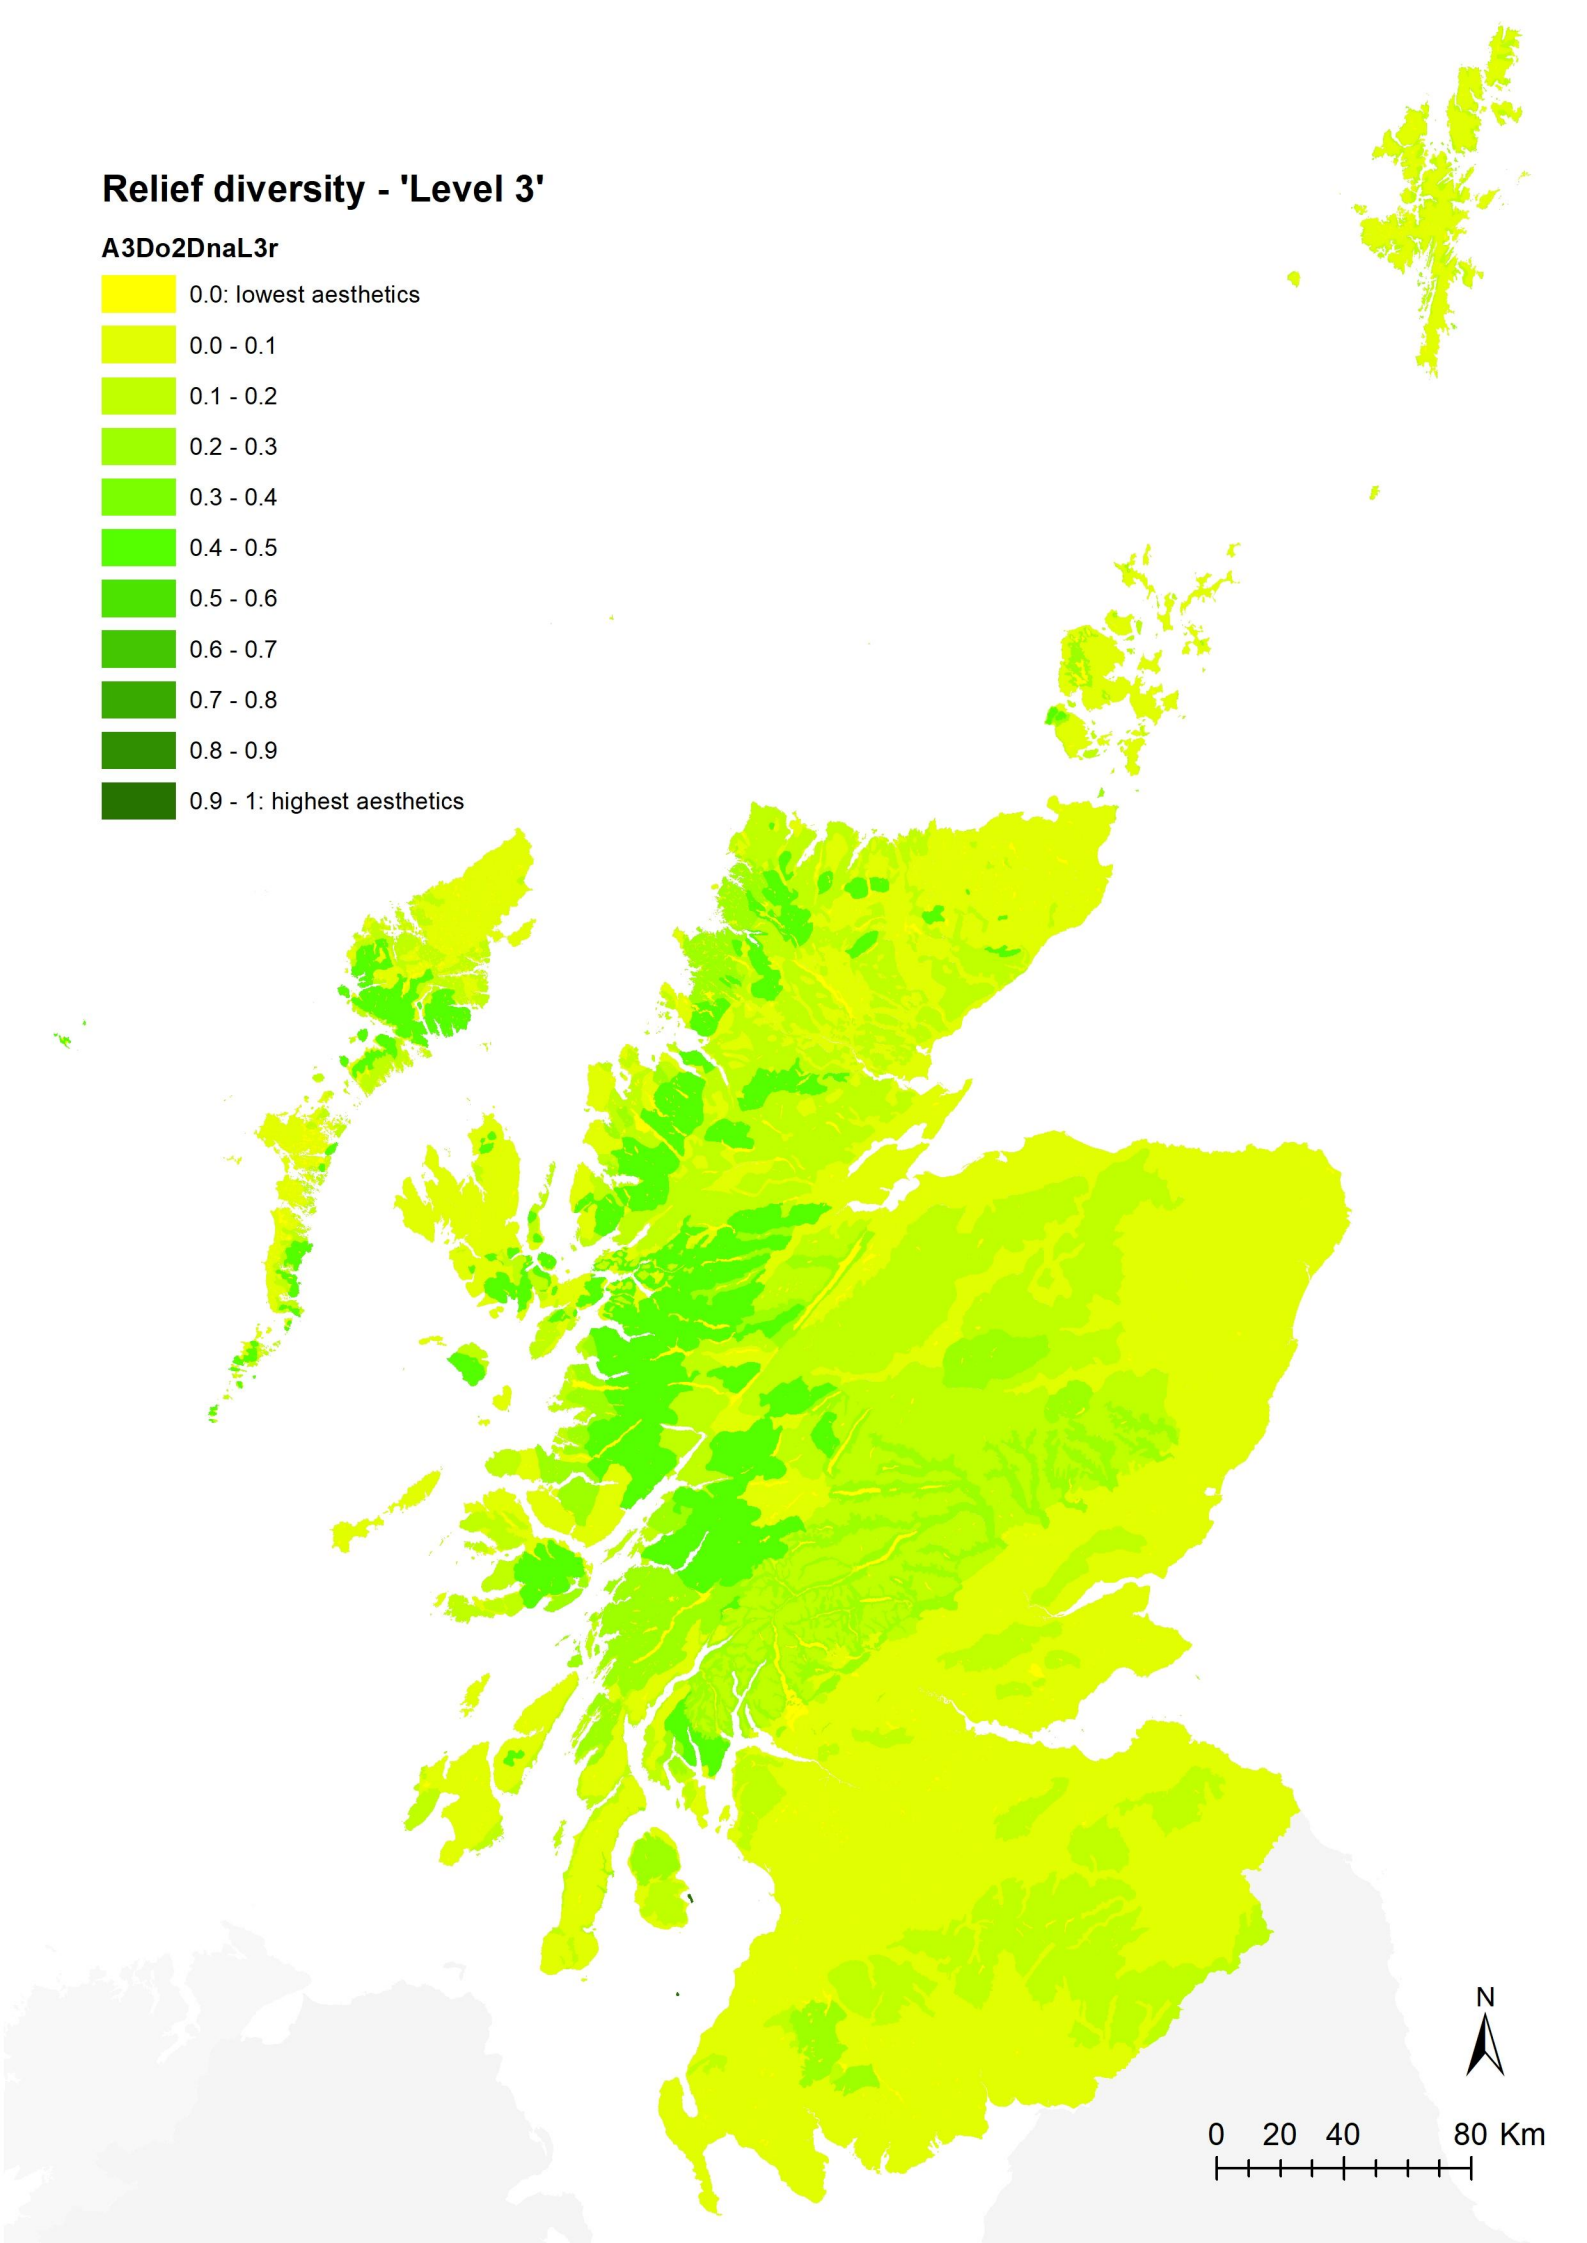 Relief diversity - 'Level 3'
A3Do2DnaL3r
0.0: lowest aesthetics
0.0 - 0.1
0.1 - 0.2
0.2 - 0.3
0.3 - 0.4
0.4 - 0.5
0.5 - 0.6
0.6 - 0.7
0.7 - 0.8
0.8 - 0.9
0.9 - 1: highest aesthetics
N
0 20 40 80 Km